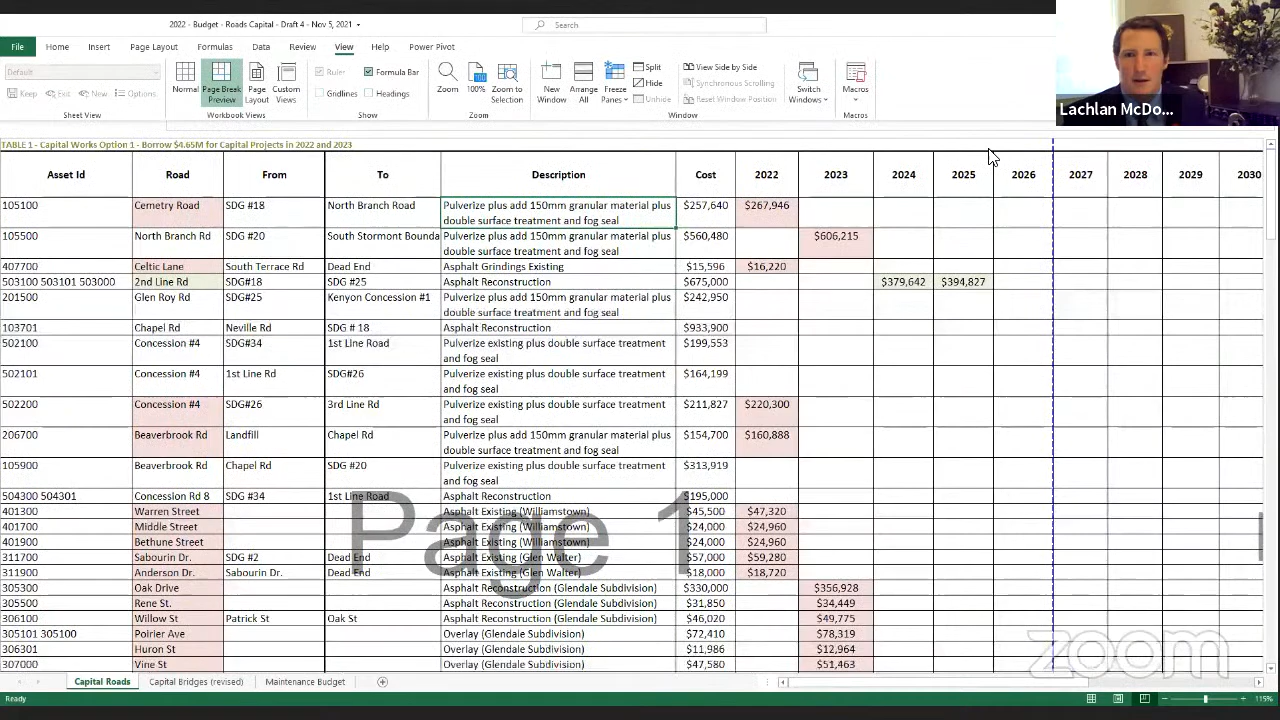 2022 - Budget - Roads Capital - Draft 4 - Nov 5, 2021
Search
File Home Insert Page Layout Formulas Data Review View Help Power Pivot
Default
Keep Exit New Options
Sheet View
Normal Page Break Preview Page Layout Custom Views
Workbook Views
Ruler Formula Bar
Gridlines Headings
Show
Zoom 100% Zoom to Selection
Zoom
New Window Arrange All Freeze Panes
Split Hide Unhide
View Side by Side
Synchronous Scrolling
Reset Window Position
Switch Windows
Window
Macros
Macros
Lachlan McDo...
TABLE 1 - Capital Works Option 1 - Borrow $4.65M for Capital Projects in 2022 and 2023
Asset Id Road From To Description Cost 2022 2023 2024 2025 2026 2027 2028 2029 2030
105100 Cemetry Road SDG #18 North Branch Road Pulverize plus add 150mm granular material plus double surface treatment and fog seal $257,640 $267,946
105500 North Branch Rd SDG #20 South Stormont Bounda Pulverize plus add 150mm granular material plus double surface treatment and fog seal $560,480 $606,215
407700 Celtic Lane South Terrace Rd Dead End Asphalt Grindings Existing $15,596 $16,220
503100 503101 503000 2nd Line Rd SDG#18 SDG #25 Asphalt Reconstruction $675,000 $379,642 $394,827
201500 Glen Roy Rd SDG#25 Kenyon Concession #1 Pulverize plus add 150mm granular material plus double surface treatment and fog seal $242,950
103701 Chapel Rd Neville Rd SDG # 18 Asphalt Reconstruction $933,900
502100 Concession #4 SDG#34 1st Line Road Pulverize existing plus double surface treatment and fog seal $199,553
502101 Concession #4 1st Line Rd SDG#26 Pulverize existing plus double surface treatment and fog seal $164,199
502200 Concession #4 SDG#26 3rd Line Rd Pulverize existing plus double surface treatment and fog seal $211,827 $220,300
206700 Beaverbrook Rd Landfill Chapel Rd Pulverize plus add 150mm granular material plus double surface treatment and fog seal $154,700 $160,888
105900 Beaverbrook Rd Chapel Rd SDG #20 Pulverize existing plus double surface treatment and fog seal $313,919
504300 504301 Concession Rd 8 SDG #34 1st Line Road Asphalt Reconstruction $195,000
401300 Warren Street Asphalt Existing (Williamstown) $45,500 $47,320
401700 Middle Street Asphalt Existing (Williamstown) $24,000 $24,960
401900 Bethune Street Asphalt Existing (Williamstown) $24,000 $24,960
311700 Sabourin Dr. SDG #2 Dead End Asphalt Existing (Glen Walter) $57,000 $59,280
311900 Anderson Dr. Sabourin Dr. Dead End Asphalt Existing (Glen Walter) $18,000 $18,720
305300 Oak Drive Asphalt Reconstruction (Glendale Subdivision) $330,000 $356,928
305500 Rene St. Asphalt Reconstruction (Glendale Subdivision) $31,850 $34,449
306100 Willow St Patrick St Oak St Asphalt Reconstruction (Glendale Subdivision) $46,020 $49,775
305101 305100 Poirier Ave Overlay (Glendale Subdivision) $72,410 $78,319
306301 Huron St Overlay (Glendale Subdivision) $11,986 $12,964
307000 Vine St Overlay (Glendale Subdivision) $47,580 $51,463
Page 1
zoom
Capital Roads Capital Bridges (revised) Maintenance Budget
Ready
115%